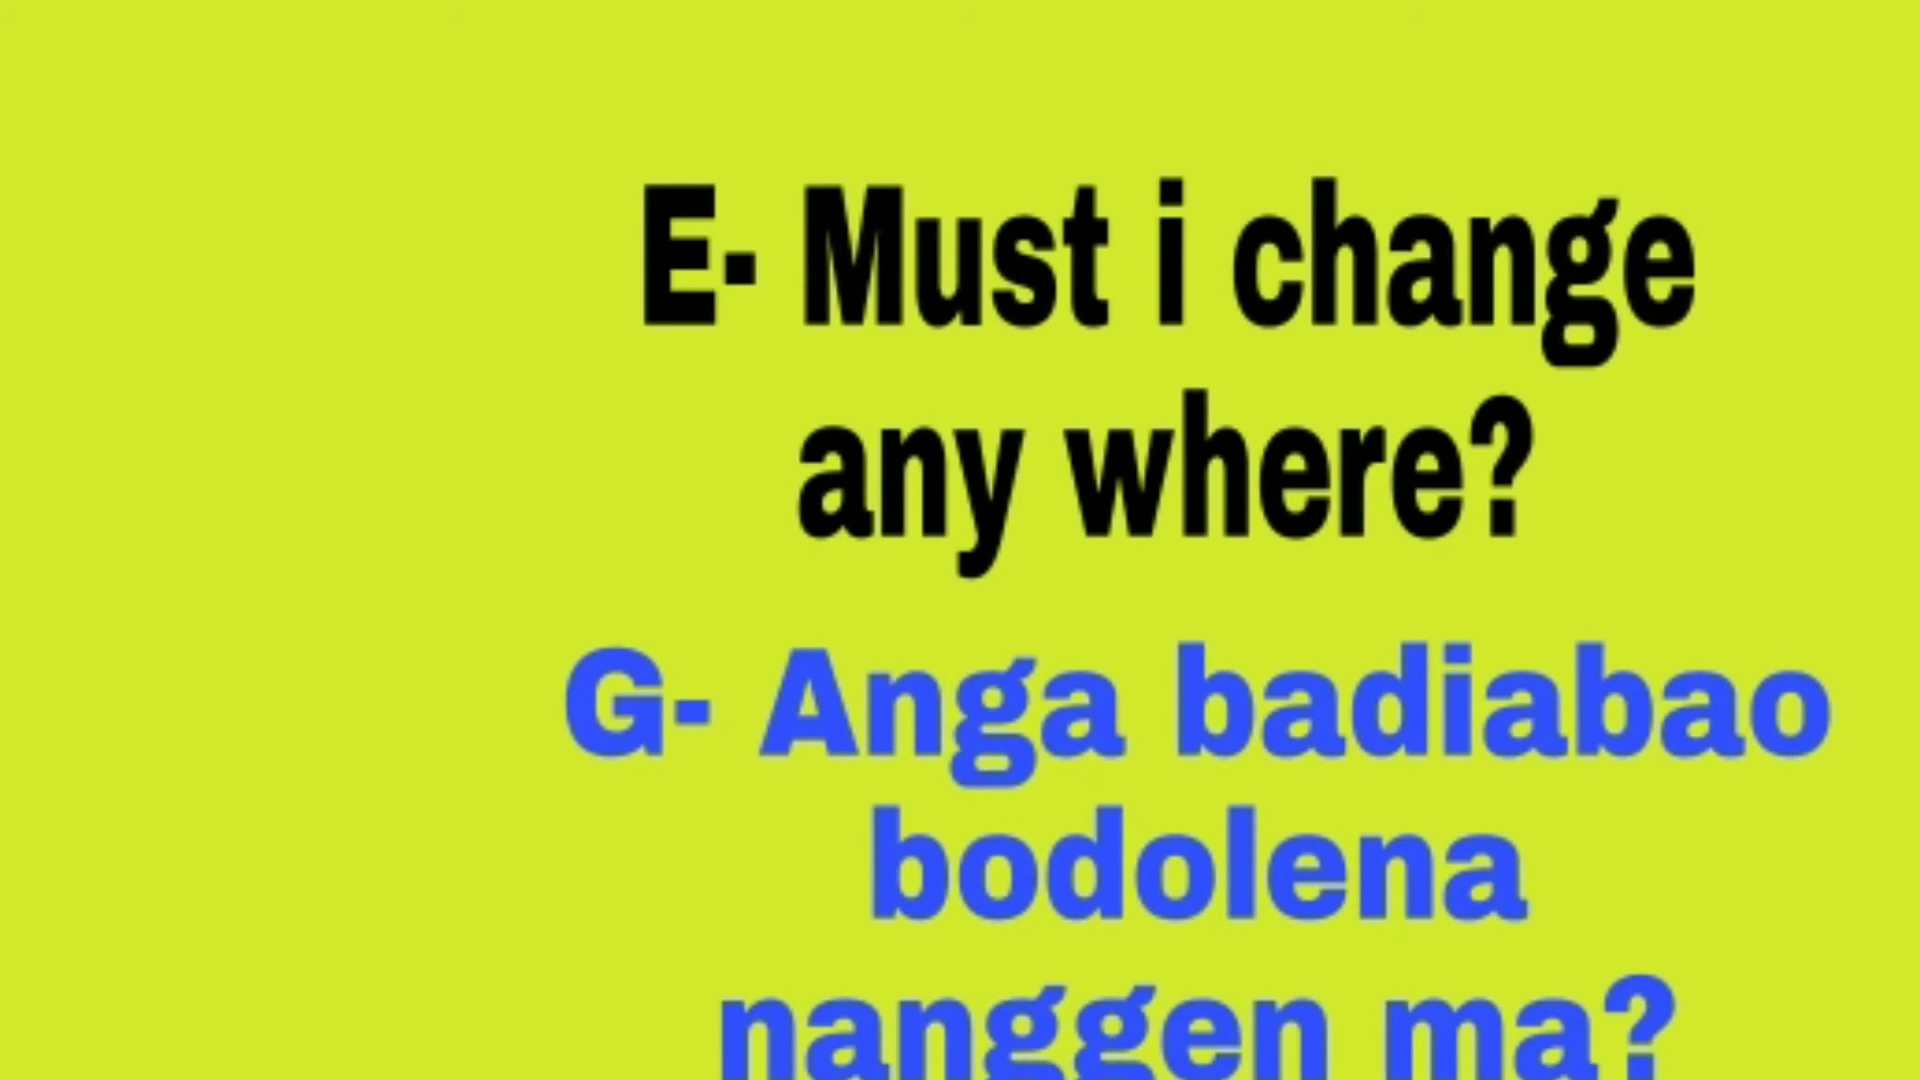 E- Must i change
any where?
G- Anga badiabao
bodolena
nanggen ma?